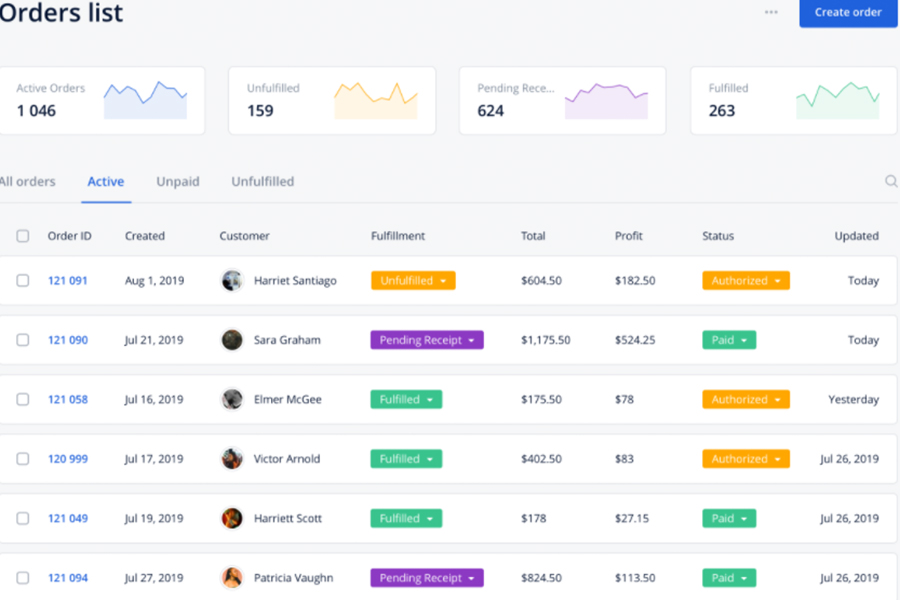 Orders list
Create order
Active Orders Unfulfilled Pending Rece... Fulfilled
1 046 159 624 263
All orders Active Unpaid Unfulfilled
Order ID Created Customer Fulfillment Total Profit Status Updated
121 091 Aug 1, 2019 Harriet Santiago Unfulfilled $604.50 $182.50 Authorized Today
121 090 Jul 21, 2019 Sara Graham Pending Receipt $1,175.50 $524.25 Paid Today
121 058 Jul 16, 2019 Elmer McGee Fulfilled $175.50 $78 Authorized Yesterday
120 999 Jul 17, 2019 Victor Arnold Fulfilled $402.50 $83 Authorized Jul 26, 2019
121 049 Jul 19, 2019 Harriett Scott Fulfilled $178 $27.15 Paid Jul 26, 2019
121 094 Jul 27, 2019 Patricia Vaughn Pending Receipt $824.50 $113.50 Paid Jul 26, 2019